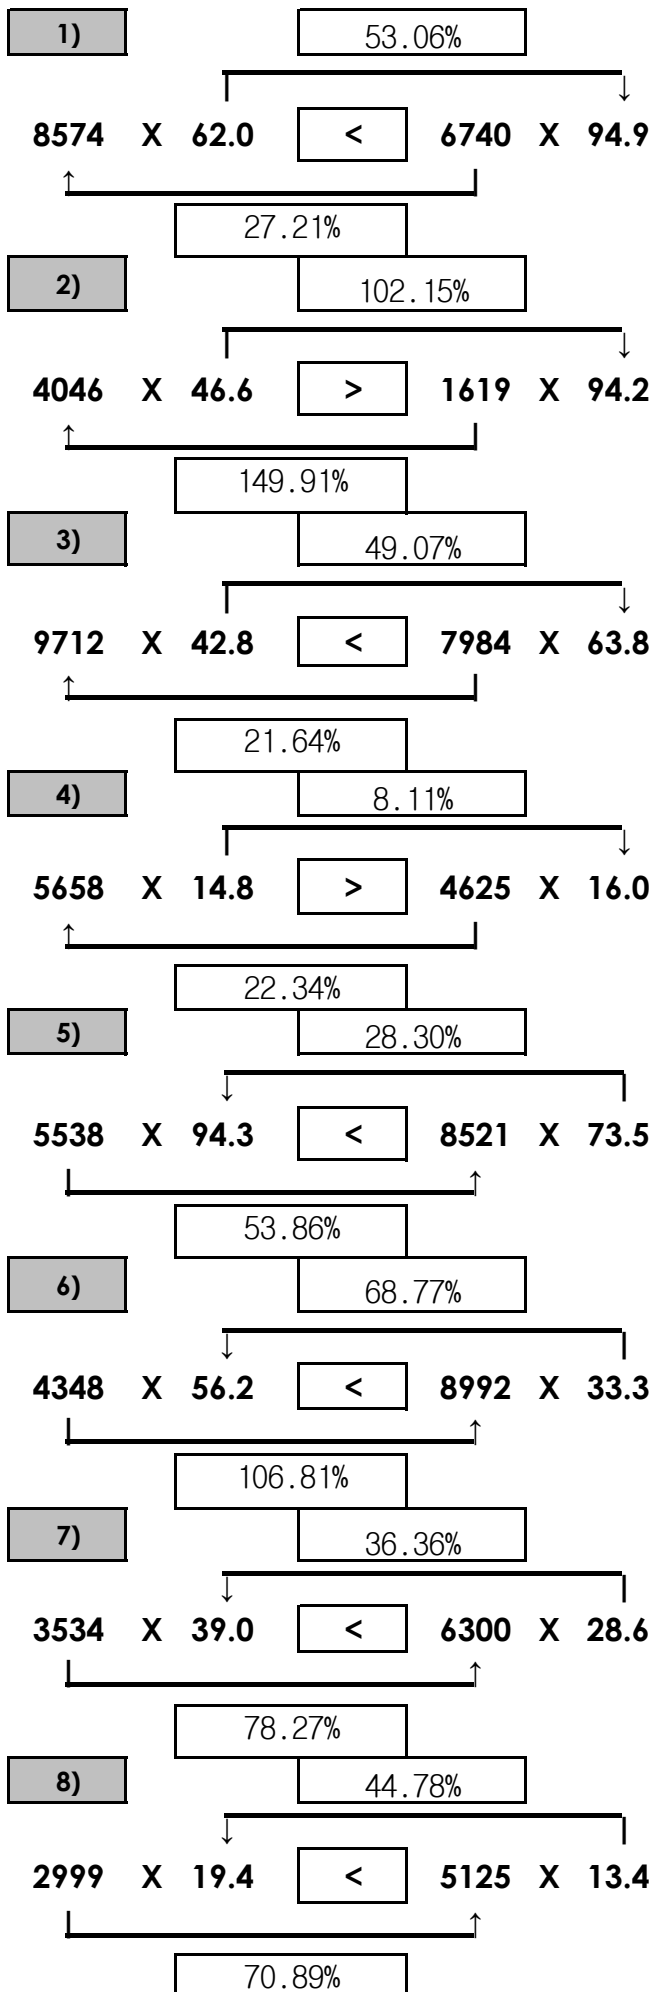 1) 53.06%
8574 X 62.0 < 6740 X 94.9
27.21%
2) 102.15%
4046 X 46.6 > 1619 X 94.2
149.91%
3) 49.07%
9712 X 42.8 < 7984 X 63.8
21.64%
4) 8.11%
5658 X 14.8 > 4625 X 16.0
22.34%
5) 28.30%
5538 X 94.3 < 8521 X 73.5
53.86%
6) 68.77%
4348 X 56.2 < 8992 X 33.3
106.81%
7) 36.36%
3534 X 39.0 < 6300 X 28.6
78.27%
8) 44.78%
2999 X 19.4 < 5125 X 13.4
70.89%